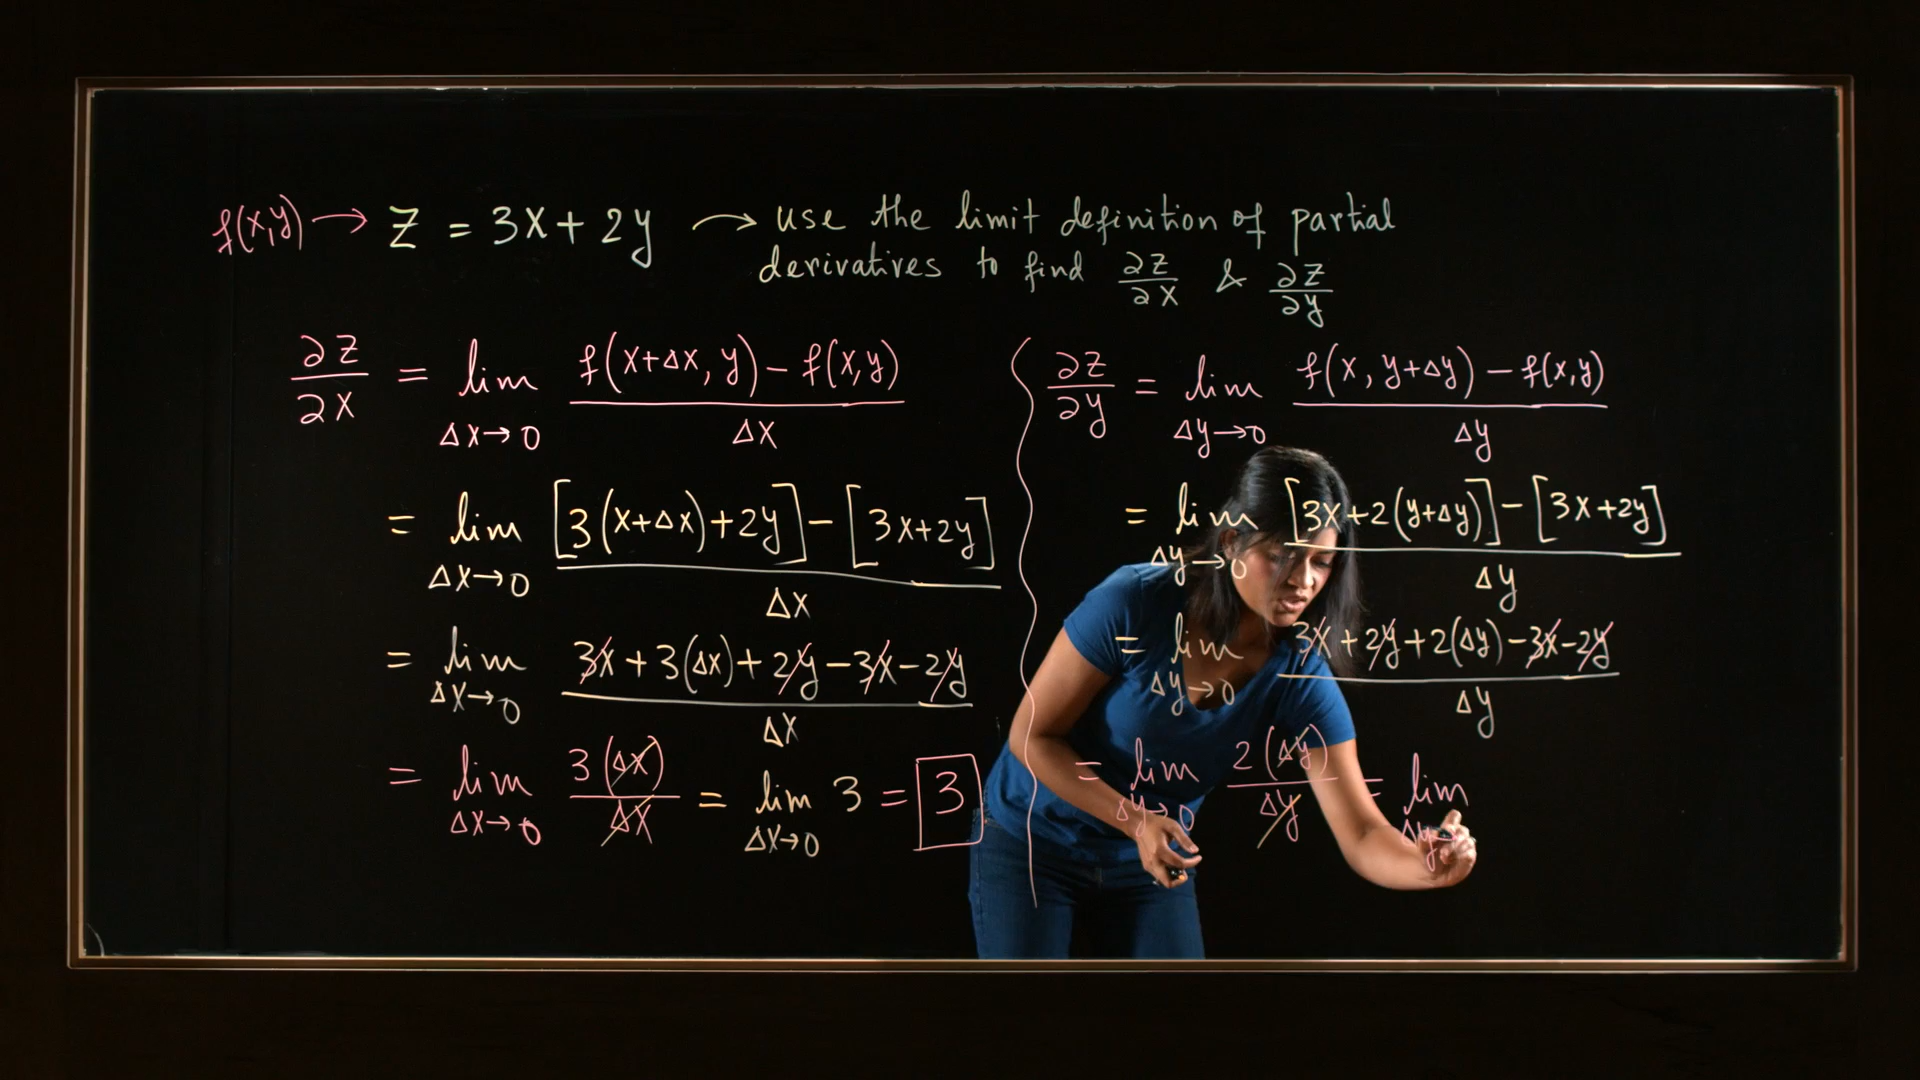 f(x,y) → z = 3x + 2y → use the limit definition of partial
derivatives to find ∂z/∂x & ∂z/∂y
∂z/∂x = lim Δx→0 (f(x+Δx, y) − f(x,y))/Δx
= lim Δx→0 ([3(x+Δx)+2y] − [3x+2y])/Δx
= lim Δx→0 (3x + 3(Δx) + 2y − 3x − 2y)/Δx
= lim Δx→0 3(Δx)/Δx = lim Δx→0 3 = 3
∂z/∂y = lim Δy→0 (f(x, y+Δy) − f(x,y))/Δy
= lim Δy→0 ([3x+2(y+Δy)] − [3x+2y])/Δy
= lim Δy→0 (3x + 2y + 2(Δy) − 3x − 2y)/Δy
= lim Δy→0 2(Δy)/Δy = lim Δy